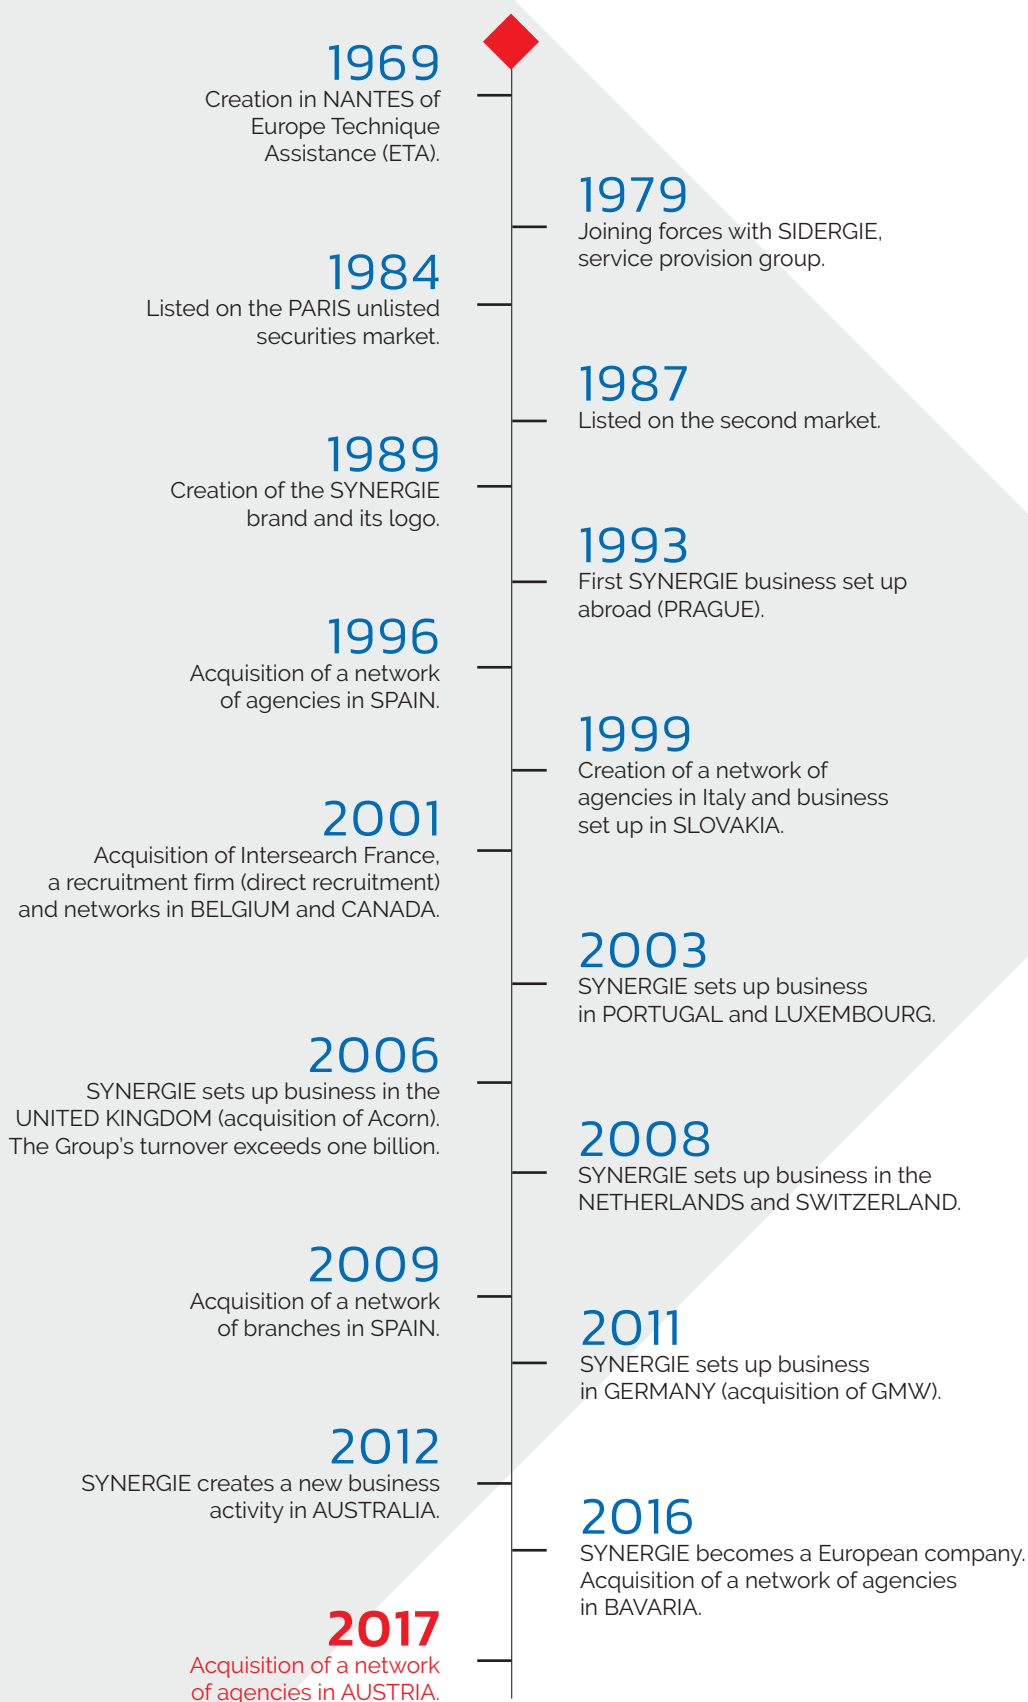 1969
Creation in NANTES of
Europe Technique
Assistance (ETA).
1979
Joining forces with SIDERGIE,
service provision group.
1984
Listed on the PARIS unlisted
securities market.
1987
Listed on the second market.
1989
Creation of the SYNERGIE
brand and its logo.
1993
First SYNERGIE business set up
abroad (PRAGUE).
1996
Acquisition of a network
of agencies in SPAIN.
1999
Creation of a network of
agencies in Italy and business
set up in SLOVAKIA.
2001
Acquisition of Intersearch France,
a recruitment firm (direct recruitment)
and networks in BELGIUM and CANADA.
2003
SYNERGIE sets up business
in PORTUGAL and LUXEMBOURG.
2006
SYNERGIE sets up business in the
UNITED KINGDOM (acquisition of Acorn).
The Group's turnover exceeds one billion.
2008
SYNERGIE sets up business in the
NETHERLANDS and SWITZERLAND.
2009
Acquisition of a network
of branches in SPAIN.
2011
SYNERGIE sets up business
in GERMANY (acquisition of GMW).
2012
SYNERGIE creates a new business
activity in AUSTRALIA.
2016
SYNERGIE becomes a European company.
Acquisition of a network of agencies
in BAVARIA.
2017
Acquisition of a network
of agencies in AUSTRIA.